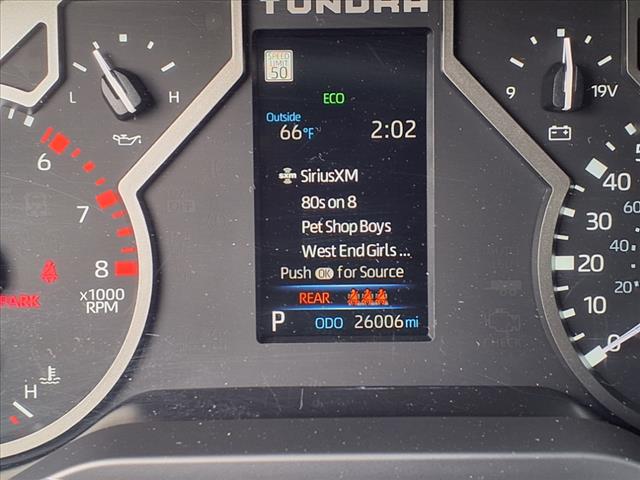 TUNDRA
SPEED LIMIT 50
ECO
Outside
66°F 2:02
L H
9 19V
SXM SiriusXM
80s on 8
Pet Shop Boys
West End Girls ...
Push OK for Source
REAR
P ODO 26006 mi
6
7
8
x1000
RPM
PARK
H
40
30
20
0
60
40
20
CHECK